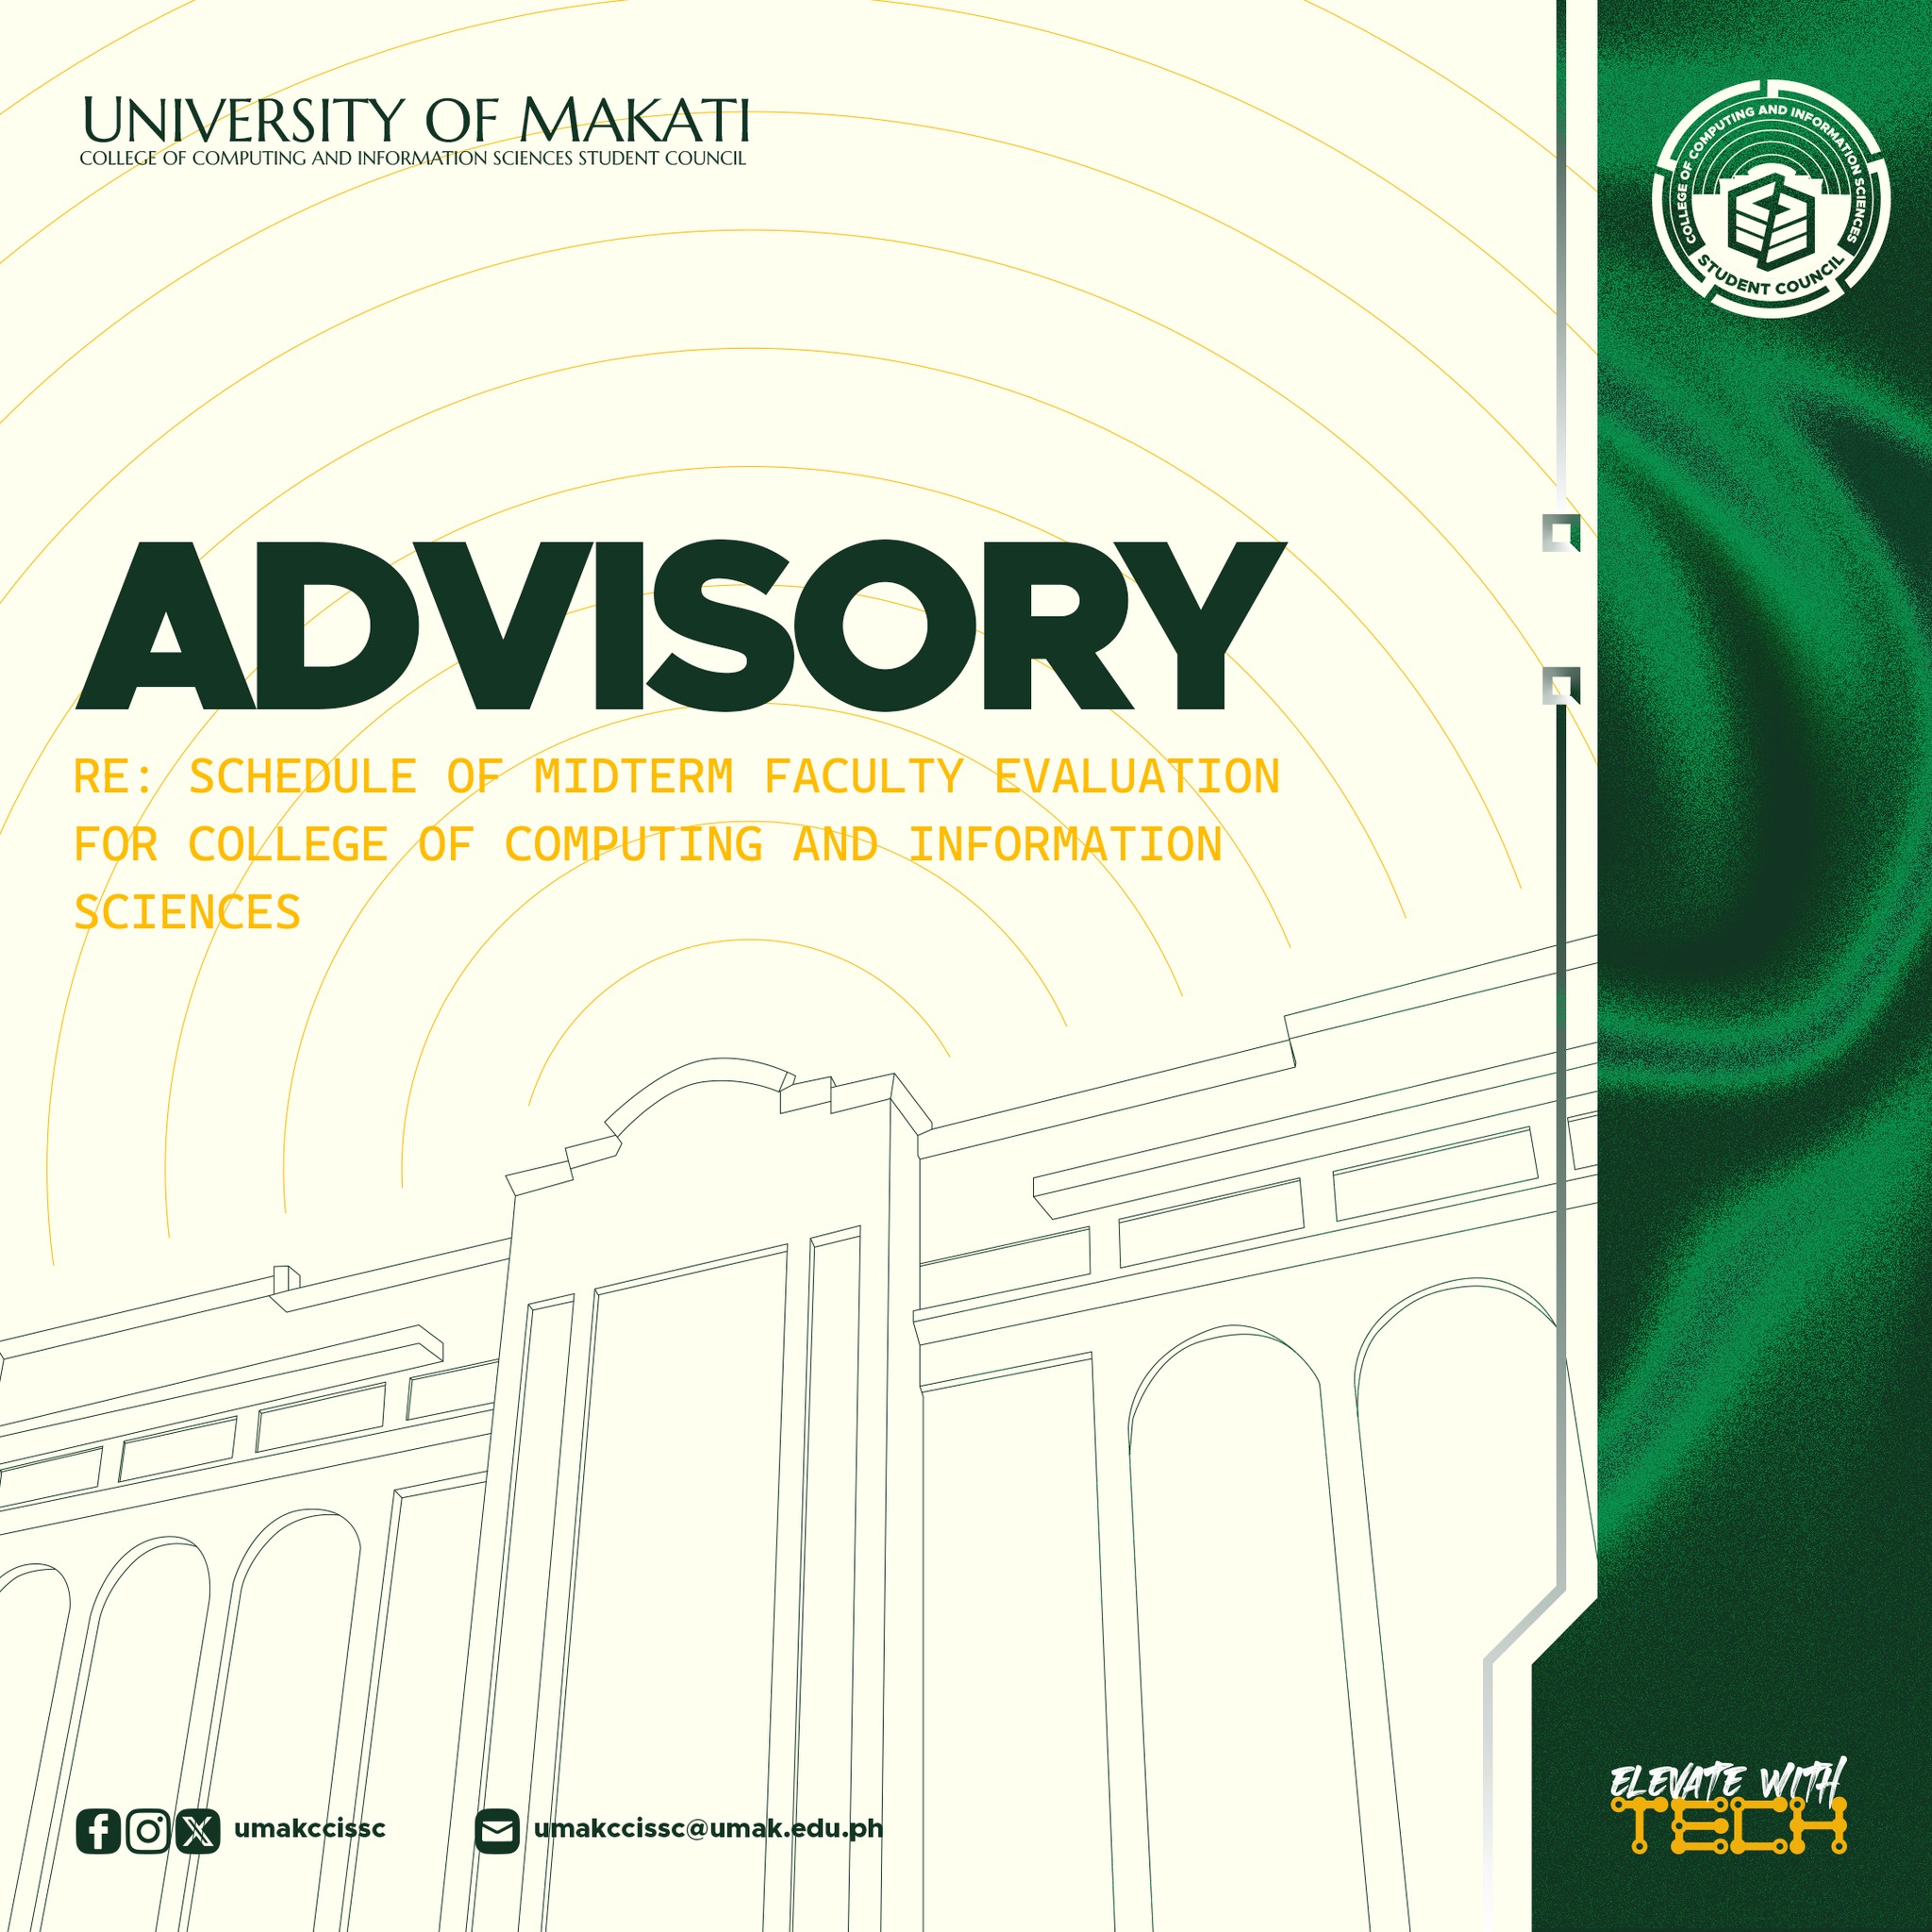 UNIVERSITY OF MAKATI
COLLEGE OF COMPUTING AND INFORMATION SCIENCES STUDENT COUNCIL
COLLEGE OF COMPUTING AND INFORMATION SCIENCES
STUDENT COUNCIL
ADVISORY
RE: SCHEDULE OF MIDTERM FACULTY EVALUATION
FOR COLLEGE OF COMPUTING AND INFORMATION
SCIENCES
umakccissc
umakccissc@umak.edu.ph
ELEVATE WITH
TECH